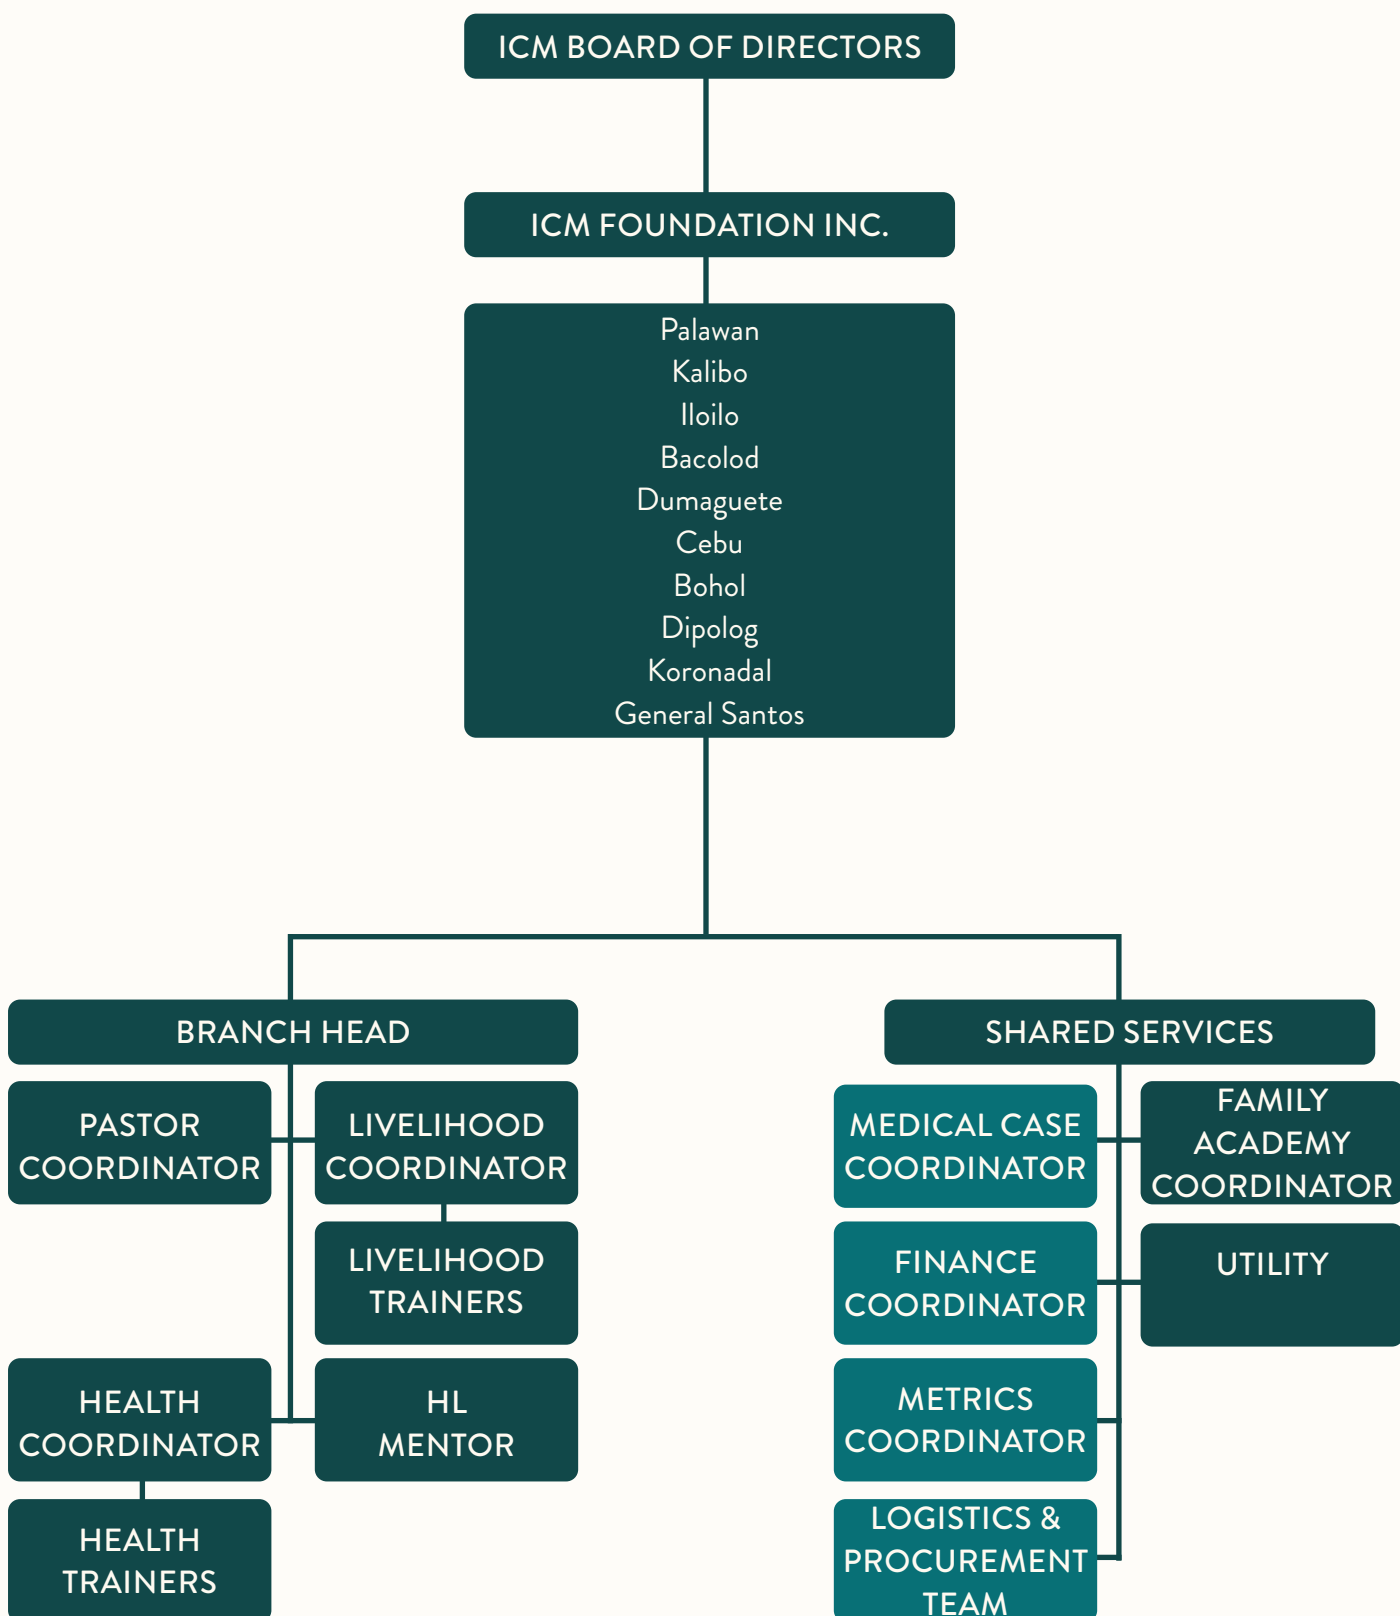 ICM BOARD OF DIRECTORS
ICM FOUNDATION INC.
Palawan
Kalibo
Iloilo
Bacolod
Dumaguete
Cebu
Bohol
Dipolog
Koronadal
General Santos
BRANCH HEAD
PASTOR
COORDINATOR
LIVELIHOOD
COORDINATOR
LIVELIHOOD
TRAINERS
HEALTH
COORDINATOR
HL
MENTOR
HEALTH
TRAINERS
SHARED SERVICES
MEDICAL CASE
COORDINATOR
FAMILY
ACADEMY
COORDINATOR
FINANCE
COORDINATOR
UTILITY
METRICS
COORDINATOR
LOGISTICS &
PROCUREMENT
TEAM